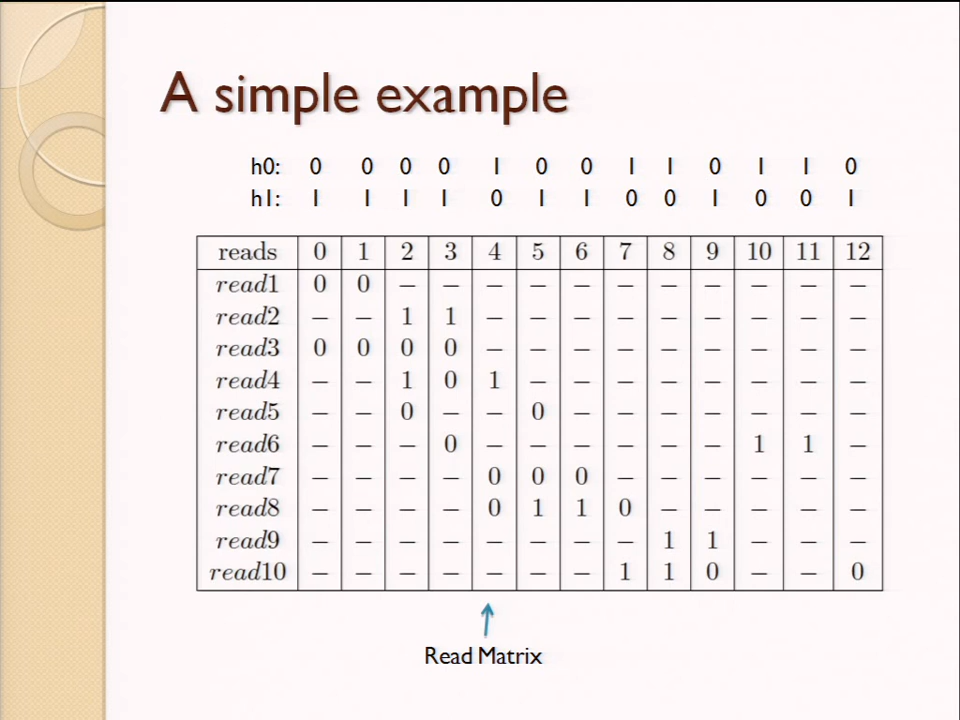 A simple example
h0: 0 0 0 0 1 0 0 1 1 0 1 1 0
h1: 1 1 1 1 0 1 1 0 0 1 0 0 1
reads 0 1 2 3 4 5 6 7 8 9 10 11 12
read1 0 0 – – – – – – – – – – –
read2 – – 1 1 – – – – – – – – –
read3 0 0 0 0 – – – – – – – – –
read4 – – 1 0 1 – – – – – – – –
read5 – – 0 – – 0 – – – – – – –
read6 – – – 0 – – – – – – 1 1 –
read7 – – – – 0 0 0 – – – – – –
read8 – – – – 0 1 1 0 – – – – –
read9 – – – – – – – – 1 1 – – –
read10 – – – – – – – 1 1 0 – – 0
Read Matrix